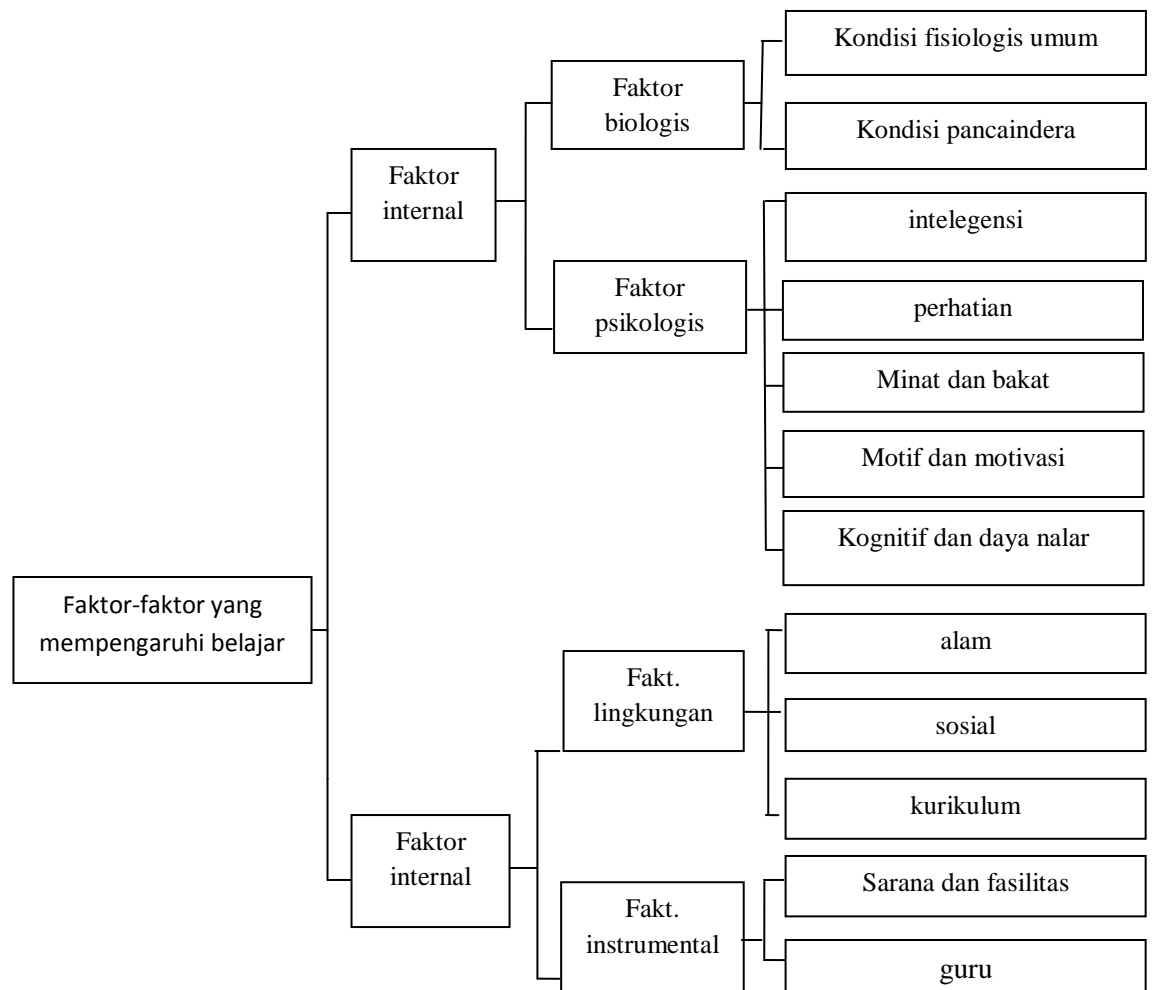 Faktor-faktor yang
mempengaruhi belajar
Faktor
internal
Faktor
biologis
Kondisi fisiologis umum
Kondisi pancaindera
Faktor
psikologis
intelegensi
perhatian
Minat dan bakat
Motif dan motivasi
Kognitif dan daya nalar
Faktor
internal
Fakt.
lingkungan
alam
sosial
kurikulum
Fakt.
instrumental
Sarana dan fasilitas
guru